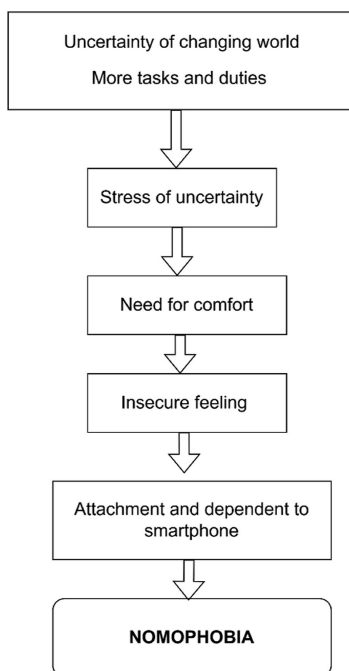 Uncertainty of changing world
More tasks and duties
Stress of uncertainty
Need for comfort
Insecure feeling
Attachment and dependent to
smartphone
NOMOPHOBIA